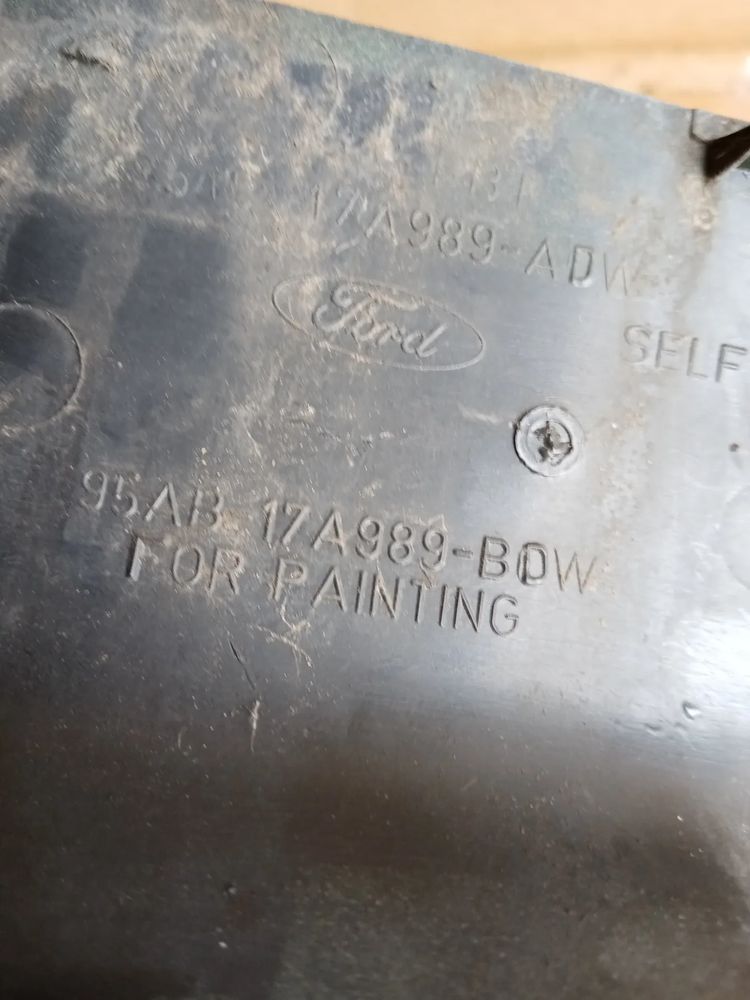 17A989-ADW
Ford
SELF
95AB 17A989-BDW
FOR PAINTING